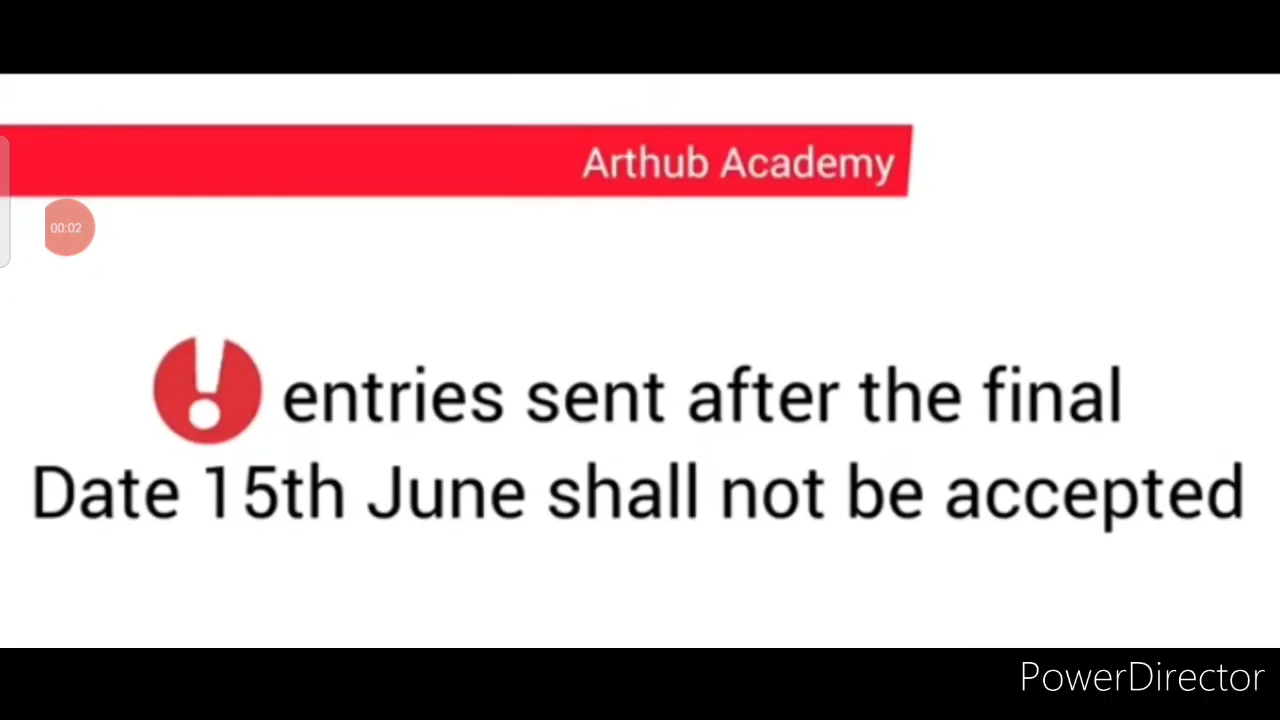 Arthub Academy
00:02
entries sent after the final
Date 15th June shall not be accepted
PowerDirector